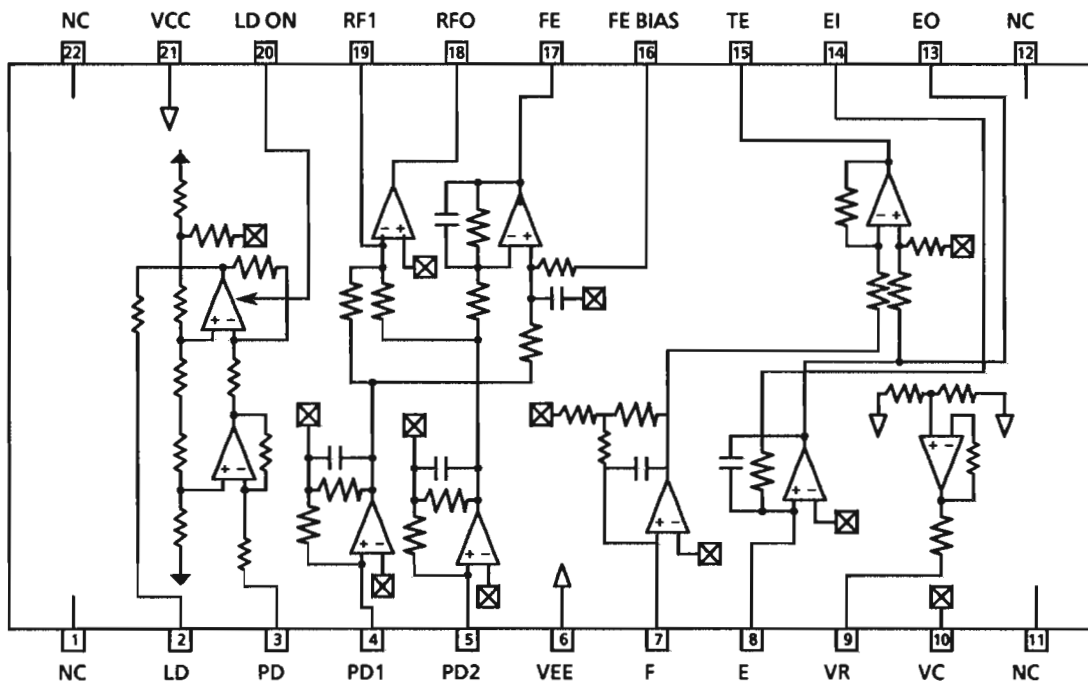 NC VCC LD ON RF1 RFO FE FE BIAS TE EI EO NC
22 21 20 19 18 17 16 15 14 13 12
- +
- +
- +
+ -
+ -
+ -
+ -
+ -
+ -
+ -
+ -
1 2 3 4 5 6 7 8 9 10 11
NC LD PD PD1 PD2 VEE F E VR VC NC